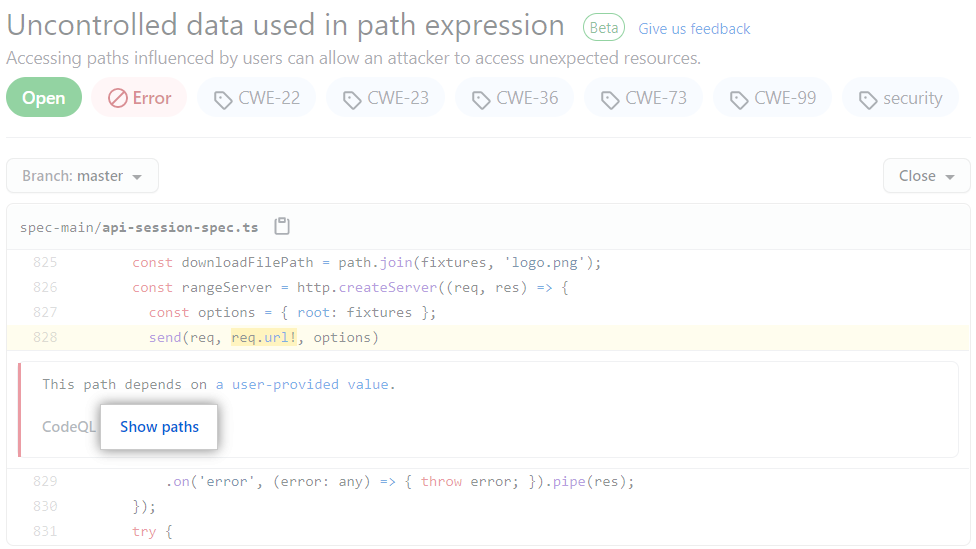 Uncontrolled data used in path expression Beta Give us feedback
Accessing paths influenced by users can allow an attacker to access unexpected resources.
Open Error CWE-22 CWE-23 CWE-36 CWE-73 CWE-99 security
Branch: master Close
spec-main/api-session-spec.ts
825 const downloadFilePath = path.join(fixtures, 'logo.png');
826 const rangeServer = http.createServer((req, res) => {
827 const options = { root: fixtures };
828 send(req, req.url!, options)
This path depends on a user-provided value.
CodeQL Show paths
829 .on('error', (error: any) => { throw error; }).pipe(res);
830 });
831 try {